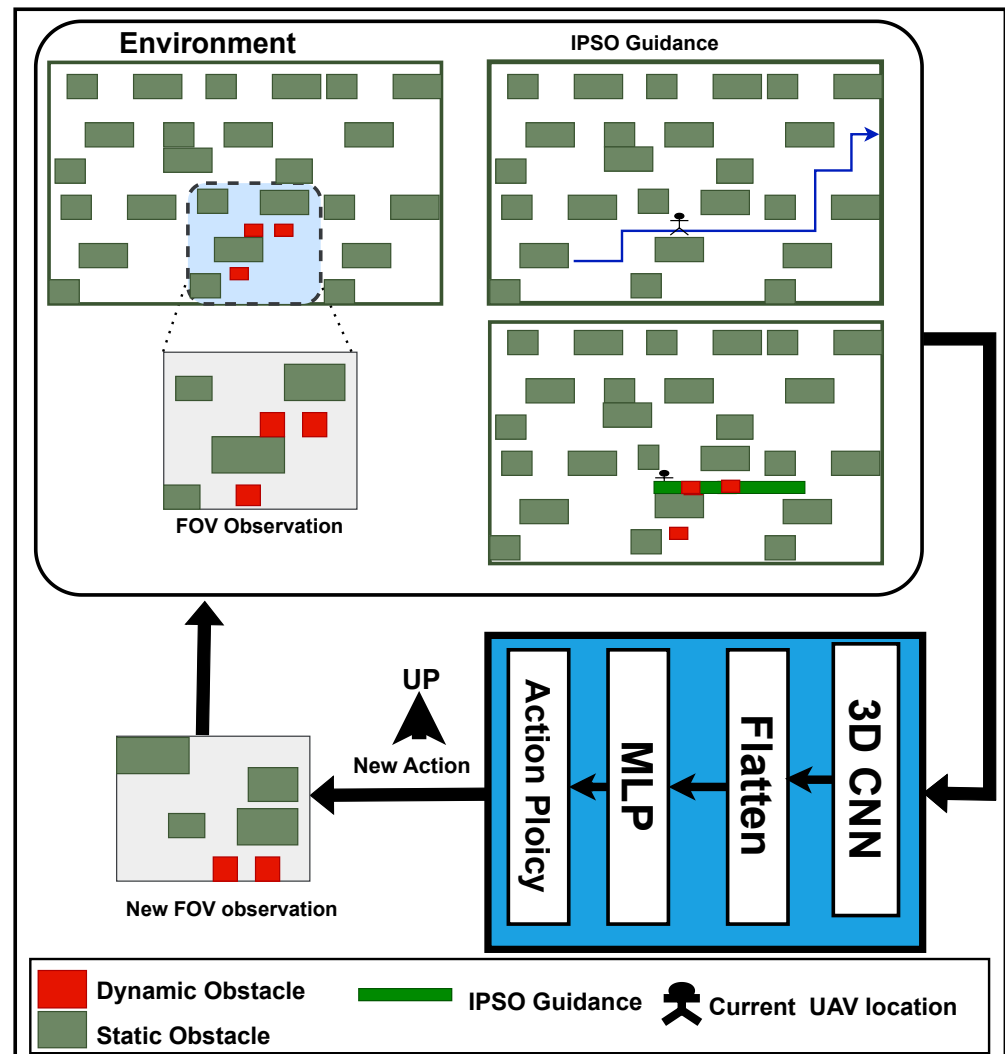 Environment
IPSO Guidance
FOV Observation
UP
New Action
New FOV observation
Action Ploicy
MLP
Flatten
3D CNN
Dynamic Obstacle
Static Obstacle
IPSO Guidance
Current UAV location